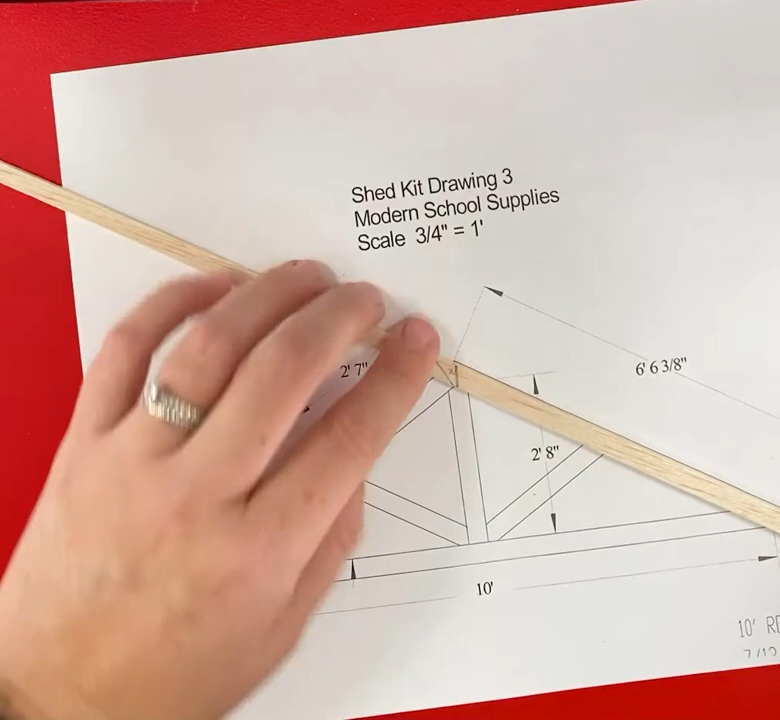 Shed Kit Drawing 3
Modern School Supplies
Scale 3/4" = 1'
2' 7"
6' 6 3/8"
2' 8"
10'
10'